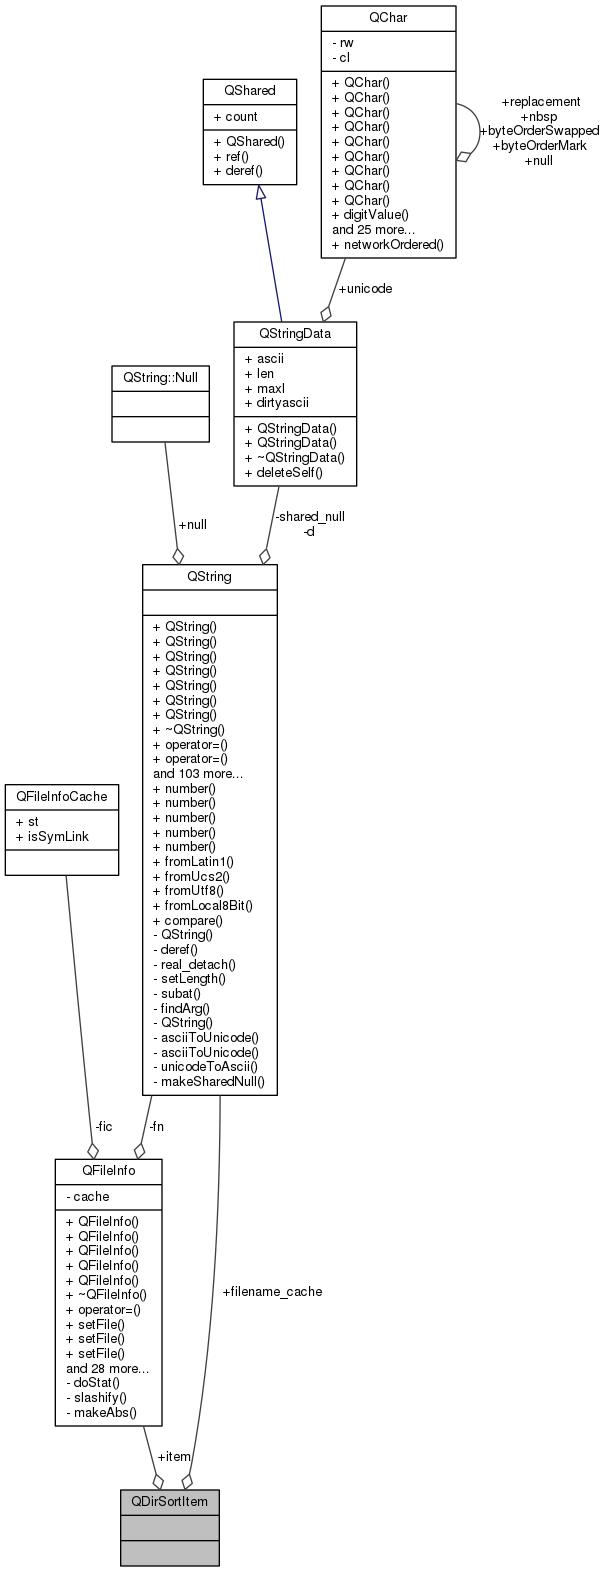 QChar
- rw
- cl
+ QChar()
+ QChar()
+ QChar()
+ QChar()
+ QChar()
+ QChar()
+ QChar()
+ QChar()
+ QChar()
+ digitValue()
and 25 more...
+ networkOrdered()
+replacement
+nbsp
+byteOrderSwapped
+byteOrderMark
+null
QShared
+ count
+ QShared()
+ ref()
+ deref()
+unicode
QStringData
+ ascii
+ len
+ maxl
+ dirtyascii
+ QStringData()
+ QStringData()
+ ~QStringData()
+ deleteSelf()
QString::Null
+null
-shared_null
-d
QString
+ QString()
+ QString()
+ QString()
+ QString()
+ QString()
+ QString()
+ QString()
+ ~QString()
+ operator=()
+ operator=()
and 103 more...
+ number()
+ number()
+ number()
+ number()
+ number()
+ fromLatin1()
+ fromUcs2()
+ fromUtf8()
+ fromLocal8Bit()
+ compare()
- QString()
- deref()
- real_detach()
- setLength()
- subat()
- findArg()
- QString()
- asciiToUnicode()
- asciiToUnicode()
- unicodeToAscii()
- makeSharedNull()
QFileInfoCache
+ st
+ isSymLink
-fic
-fn
QFileInfo
- cache
+ QFileInfo()
+ QFileInfo()
+ QFileInfo()
+ QFileInfo()
+ QFileInfo()
+ ~QFileInfo()
+ operator=()
+ setFile()
+ setFile()
+ setFile()
and 28 more...
- doStat()
- slashify()
- makeAbs()
+filename_cache
+item
QDirSortItem